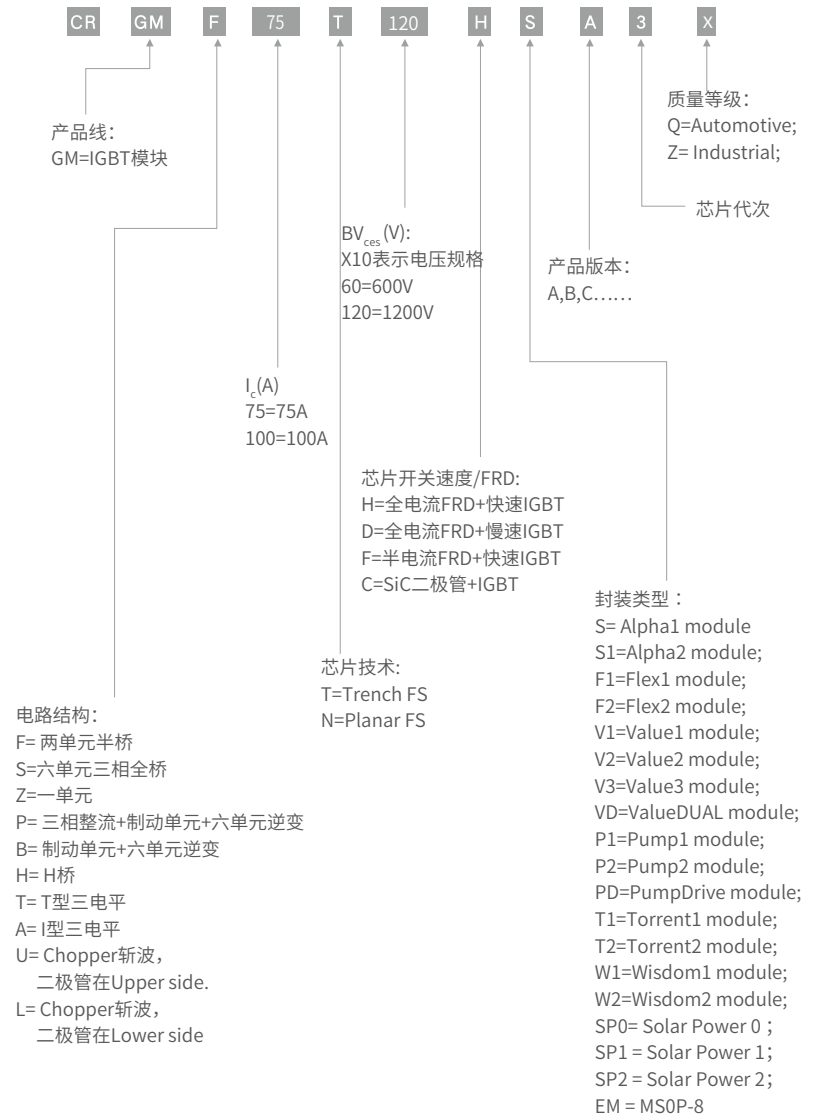 CR GM F 75 T 120 H S A 3 X
产品线：
GM=IGBT模块
质量等级：
Q=Automotive;
Z= Industrial;
芯片代次
BVces (V):
X10表示电压规格
60=600V
120=1200V
产品版本：
A,B,C……
Ic(A)
75=75A
100=100A
芯片开关速度/FRD:
H=全电流FRD+快速IGBT
D=全电流FRD+慢速IGBT
F=半电流FRD+快速IGBT
C=SiC二极管+IGBT
芯片技术:
T=Trench FS
N=Planar FS
电路结构：
F= 两单元半桥
S=六单元三相全桥
Z=一单元
P= 三相整流+制动单元+六单元逆变
B= 制动单元+六单元逆变
H= H桥
T= T型三电平
A= I型三电平
U= Chopper斩波，
二极管在Upper side.
L= Chopper斩波，
二极管在Lower side
封装类型 ：
S= Alpha1 module
S1=Alpha2 module;
F1=Flex1 module;
F2=Flex2 module;
V1=Value1 module;
V2=Value2 module;
V3=Value3 module;
VD=ValueDUAL module;
P1=Pump1 module;
P2=Pump2 module;
PD=PumpDrive module;
T1=Torrent1 module;
T2=Torrent2 module;
W1=Wisdom1 module;
W2=Wisdom2 module;
SP0= Solar Power 0 ；
SP1 = Solar Power 1；
SP2 = Solar Power 2；
EM = MS0P-8